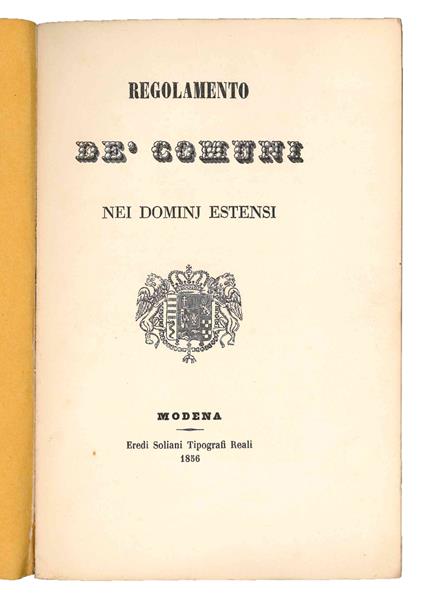 REGOLAMENTO
DE' COMUNI
NEI DOMINJ ESTENSI
MODENA
Eredi Soliani Tipografi Reali
1856